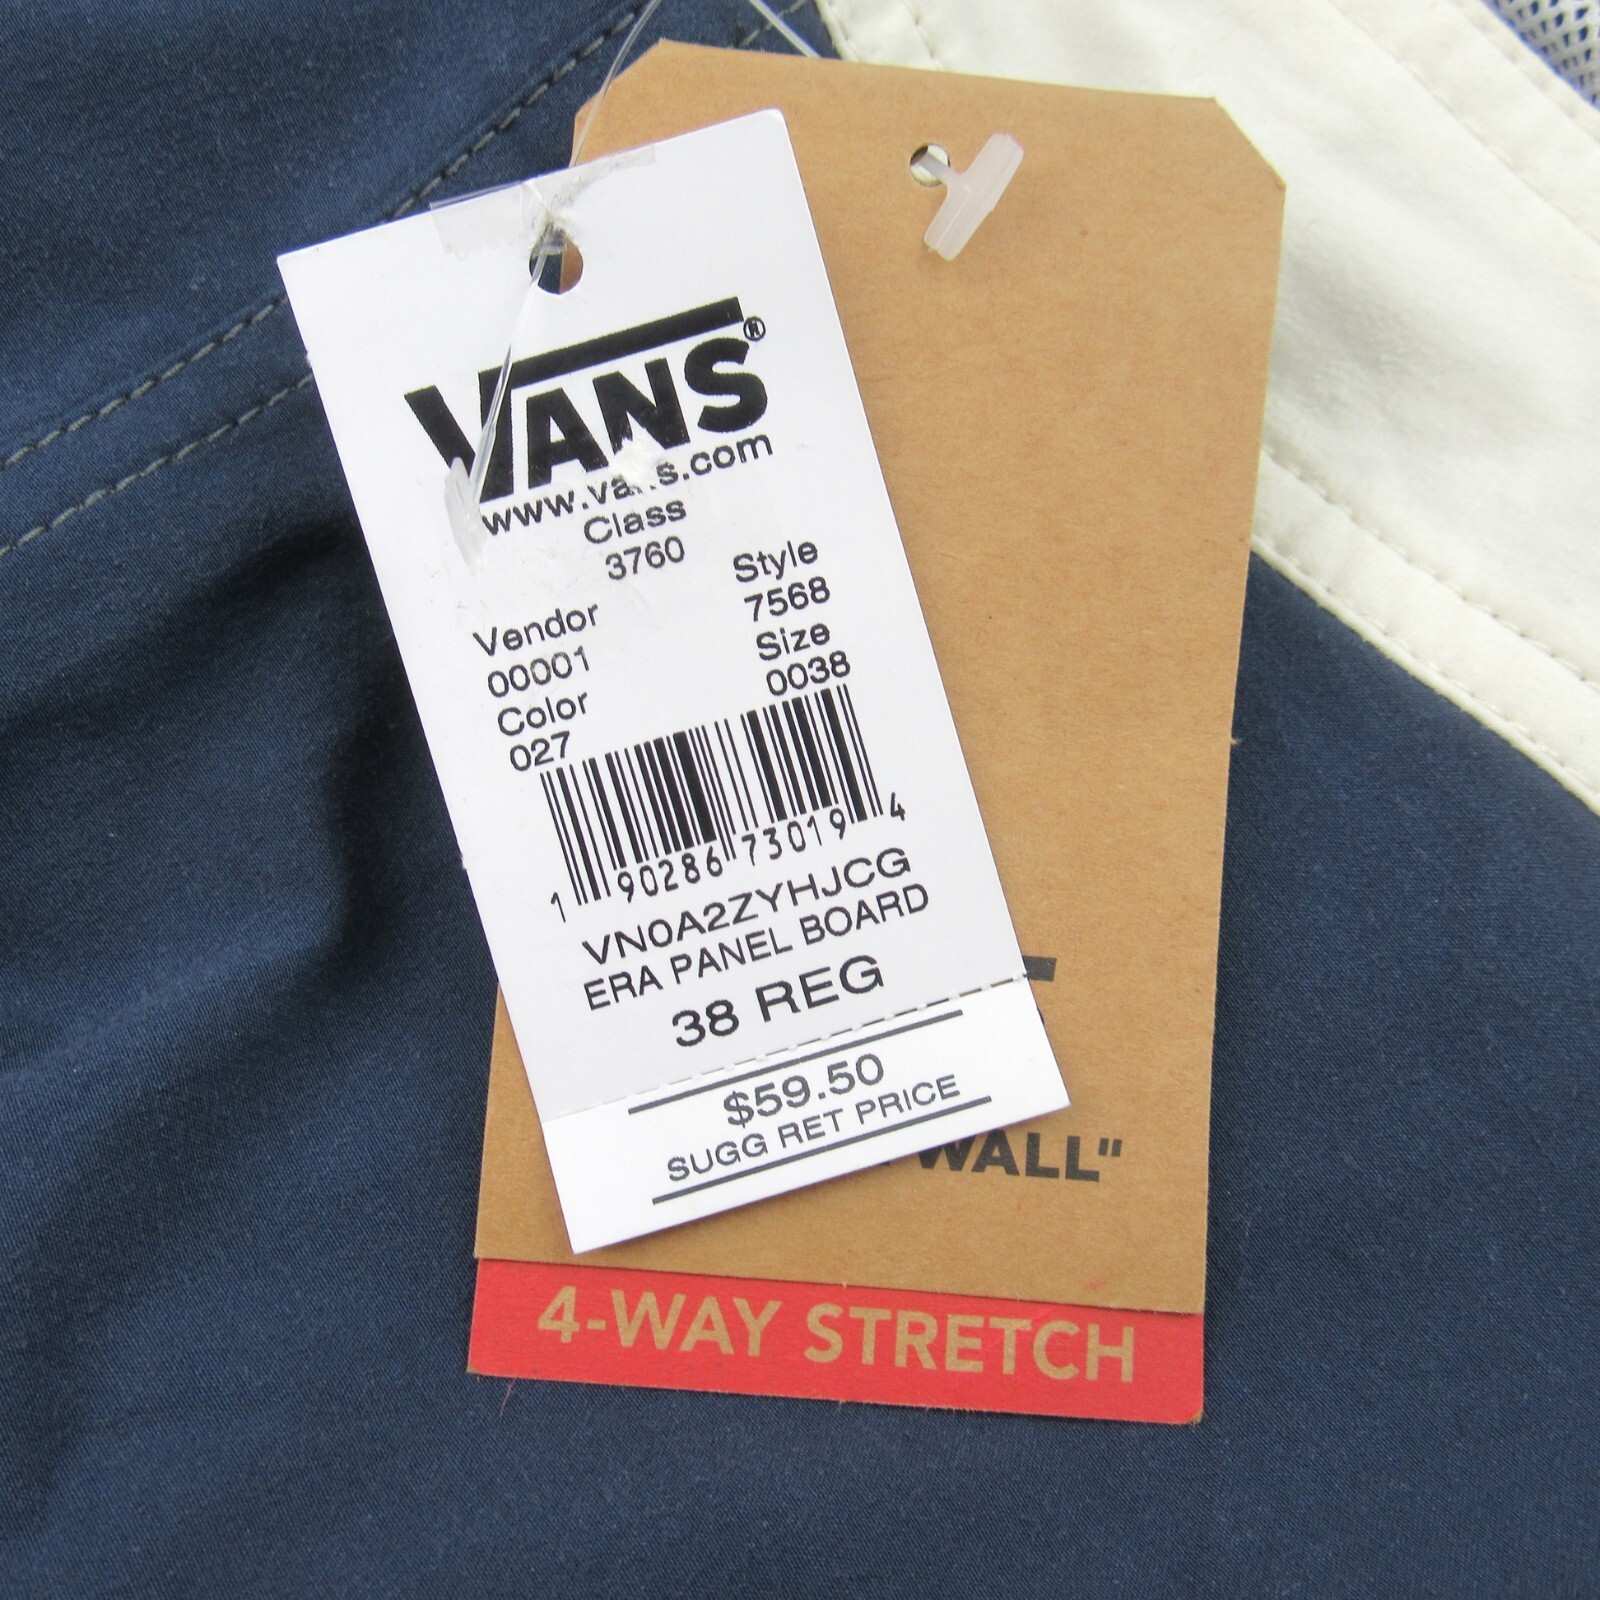 VANS®
www.vans.com
Class
3760
Style
7568
Vendor
00001
Size
0038
Color
027
1 90286 73019 4
VN0A2ZYHJCG
ERA PANEL BOARD
38 REG
$59.50
SUGG RET PRICE
WALL"
4-WAY STRETCH